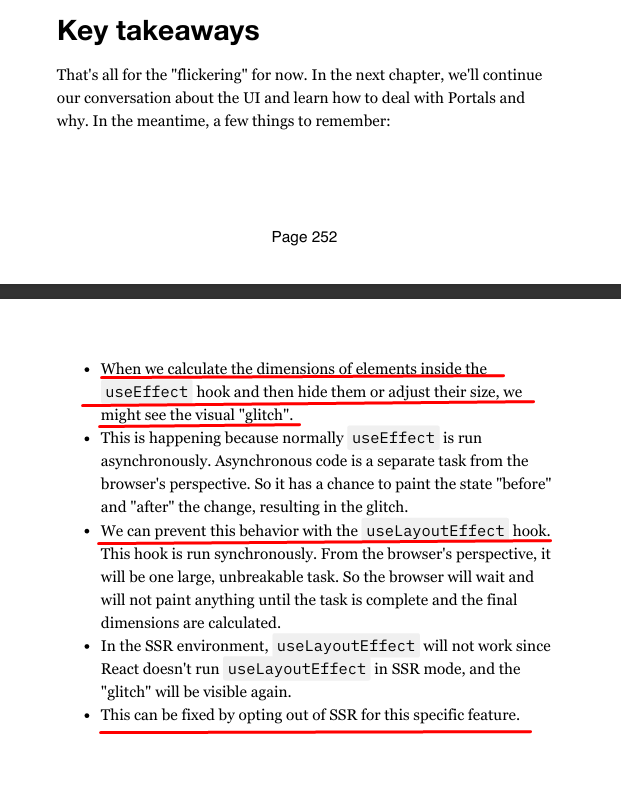 Key takeaways
That's all for the "flickering" for now. In the next chapter, we'll continue
our conversation about the UI and learn how to deal with Portals and
why. In the meantime, a few things to remember:
Page 252
• When we calculate the dimensions of elements inside the
useEffect hook and then hide them or adjust their size, we
might see the visual "glitch".
• This is happening because normally useEffect is run
asynchronously. Asynchronous code is a separate task from the
browser's perspective. So it has a chance to paint the state "before"
and "after" the change, resulting in the glitch.
• We can prevent this behavior with the useLayoutEffect hook.
This hook is run synchronously. From the browser's perspective, it
will be one large, unbreakable task. So the browser will wait and
will not paint anything until the task is complete and the final
dimensions are calculated.
• In the SSR environment, useLayoutEffect will not work since
React doesn't run useLayoutEffect in SSR mode, and the
"glitch" will be visible again.
• This can be fixed by opting out of SSR for this specific feature.